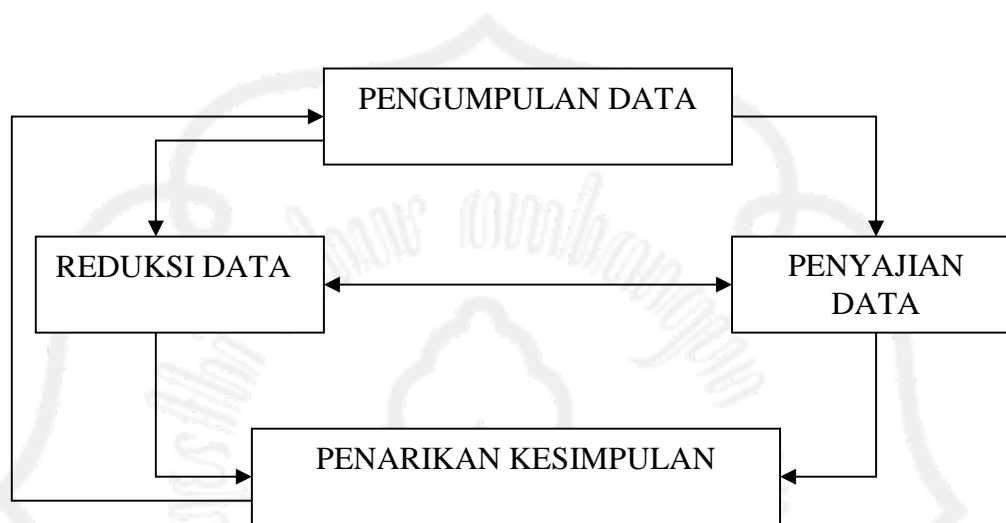 PENGUMPULAN DATA
REDUKSI DATA
PENYAJIAN
DATA
PENARIKAN KESIMPULAN